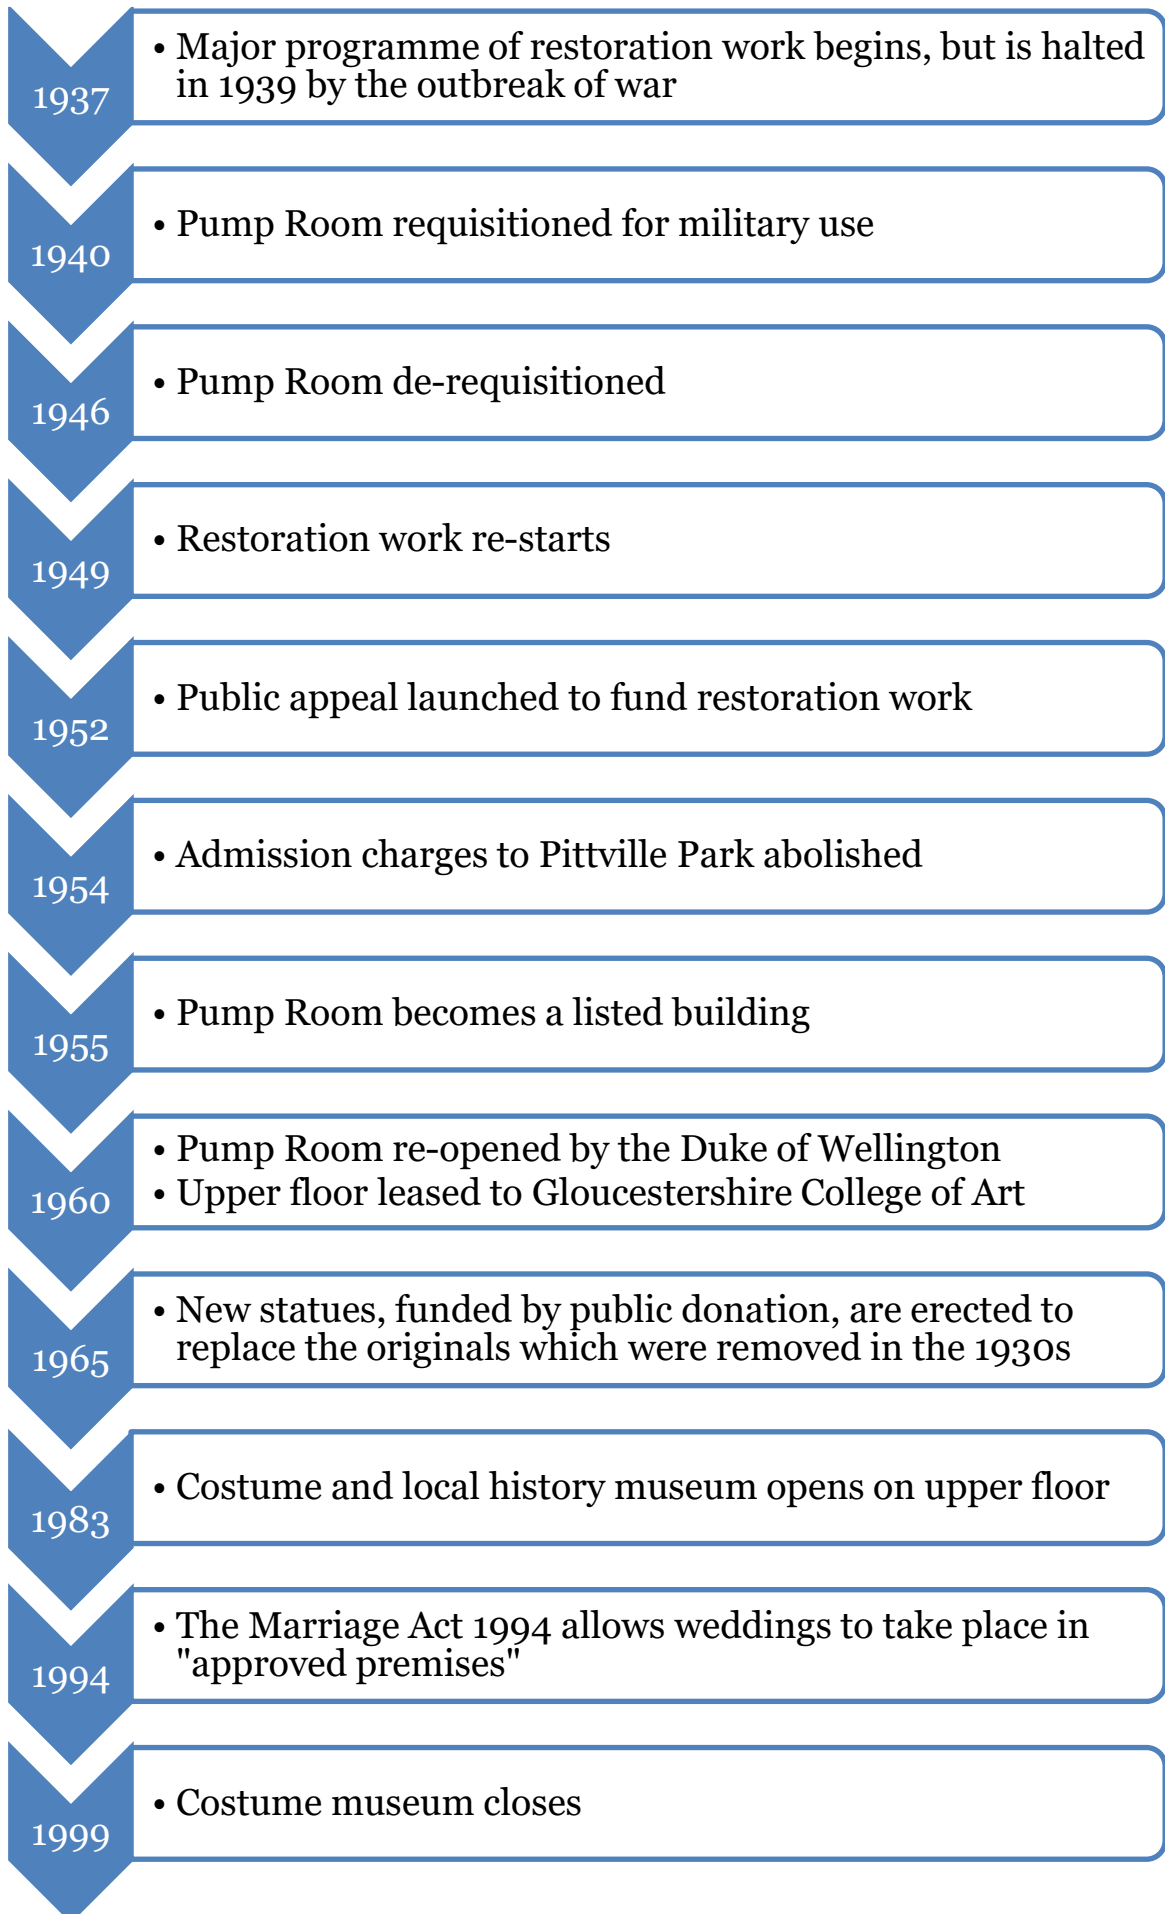 1937
• Major programme of restoration work begins, but is halted
in 1939 by the outbreak of war
1940
• Pump Room requisitioned for military use
1946
• Pump Room de-requisitioned
1949
• Restoration work re-starts
1952
• Public appeal launched to fund restoration work
1954
• Admission charges to Pittville Park abolished
1955
• Pump Room becomes a listed building
1960
• Pump Room re-opened by the Duke of Wellington
• Upper floor leased to Gloucestershire College of Art
1965
• New statues, funded by public donation, are erected to
replace the originals which were removed in the 1930s
1983
• Costume and local history museum opens on upper floor
1994
• The Marriage Act 1994 allows weddings to take place in
"approved premises"
1999
• Costume museum closes